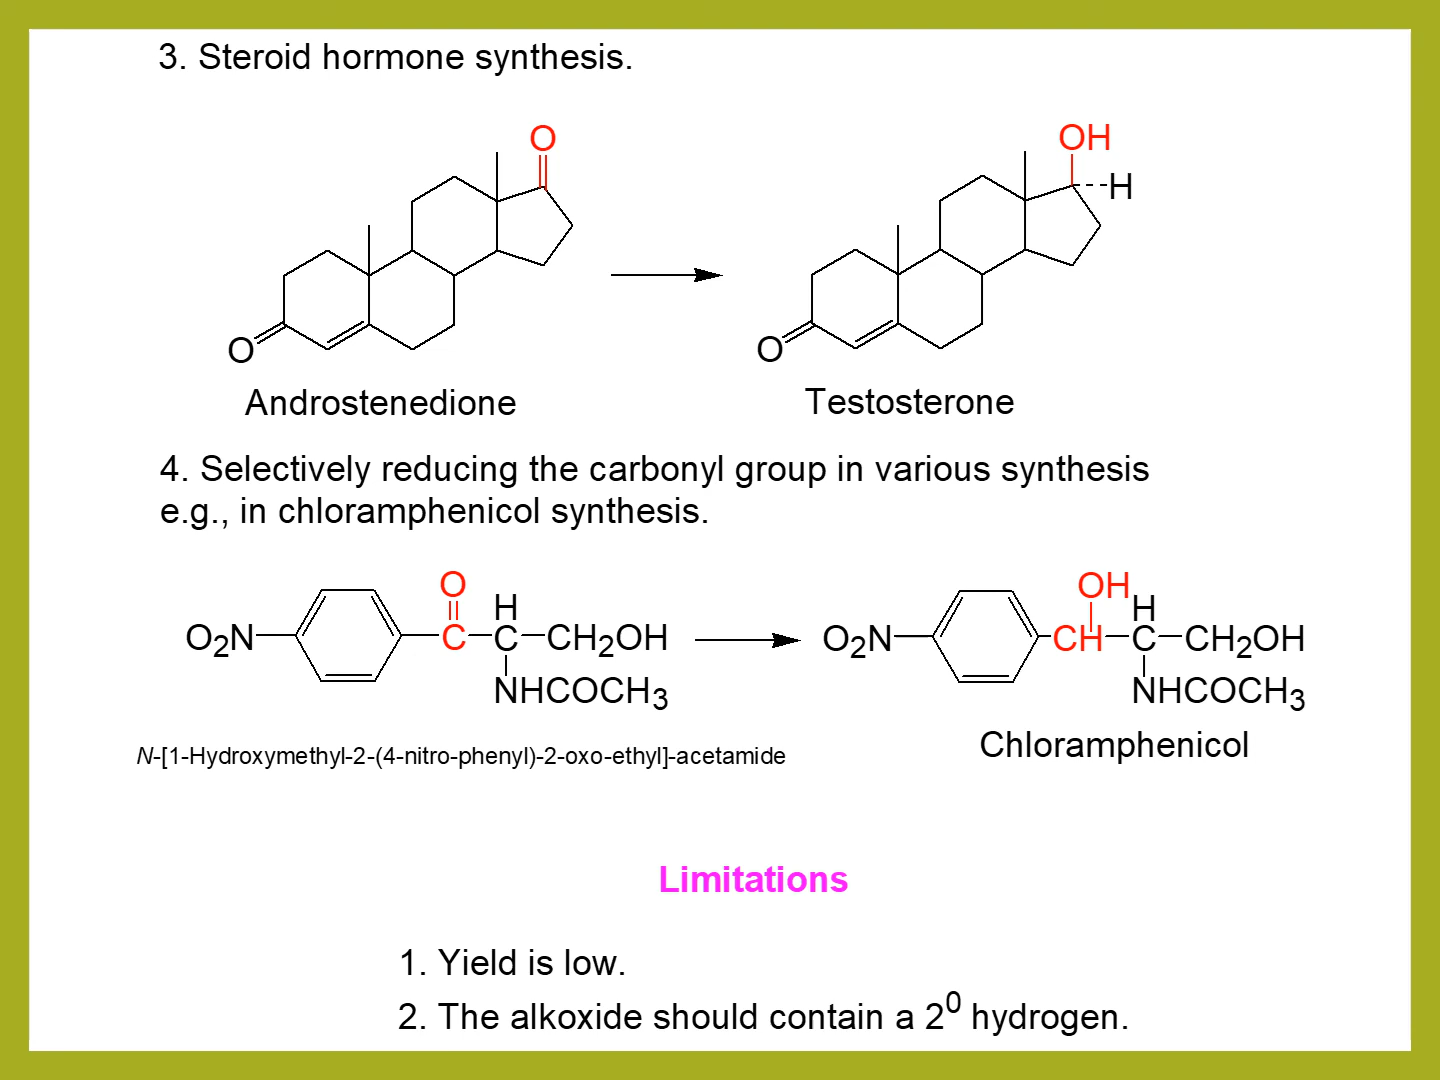 3. Steroid hormone synthesis.
O
OH
H
O
O
Androstenedione
Testosterone
4. Selectively reducing the carbonyl group in various synthesis
e.g., in chloramphenicol synthesis.
O
OH
H
H
O₂N
C
C
CH₂OH
O₂N
CH
C
CH₂OH
NHCOCH₃
NHCOCH₃
N-[1-Hydroxymethyl-2-(4-nitro-phenyl)-2-oxo-ethyl]-acetamide
Chloramphenicol
Limitations
1. Yield is low.
2. The alkoxide should contain a 2⁰ hydrogen.